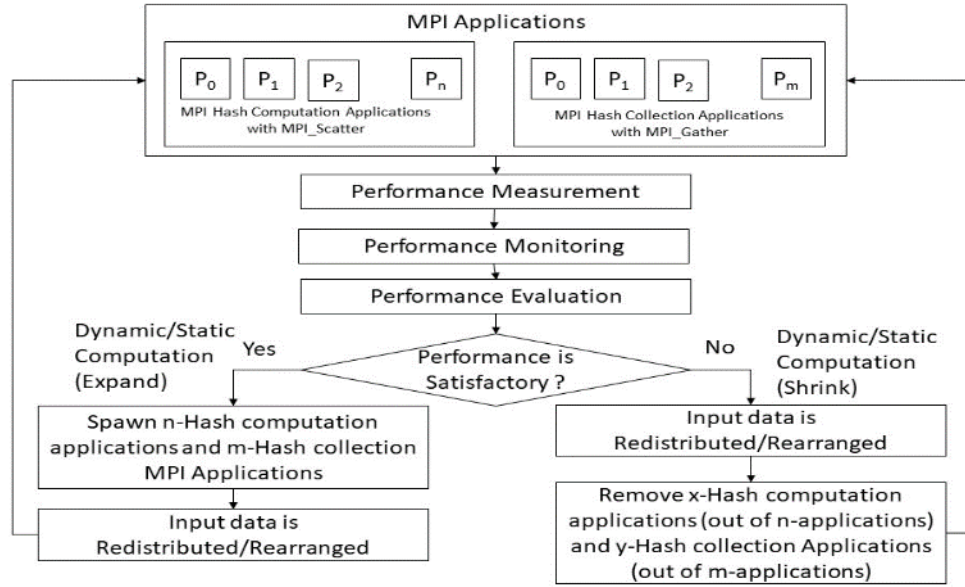 MPI Applications
P0 P1 P2 Pn
MPI Hash Computation Applications
with MPI_Scatter
P0 P1 P2 Pm
MPI Hash Collection Applications
with MPI_Gather
Performance Measurement
Performance Monitoring
Performance Evaluation
Dynamic/Static
Computation
(Expand)
Yes
Performance is
Satisfactory ?
No
Dynamic/Static
Computation
(Shrink)
Spawn n-Hash computation
applications and m-Hash collection
MPI Applications
Input data is
Redistributed/Rearranged
Input data is
Redistributed/Rearranged
Remove x-Hash computation
applications (out of n-applications)
and y-Hash collection Applications
(out of m-applications)